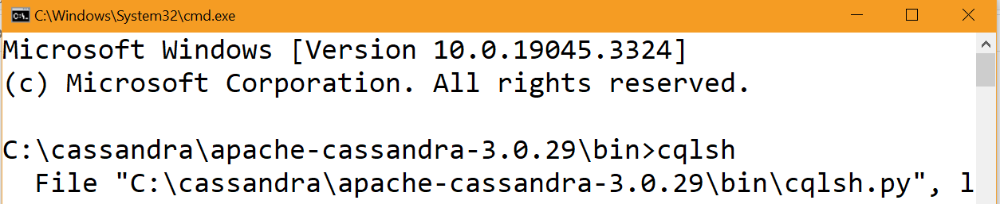 C:\Windows\System32\cmd.exe
Microsoft Windows [Version 10.0.19045.3324]
(c) Microsoft Corporation. All rights reserved.
C:\cassandra\apache-cassandra-3.0.29\bin>cqlsh
File "C:\cassandra\apache-cassandra-3.0.29\bin\cqlsh.py", l